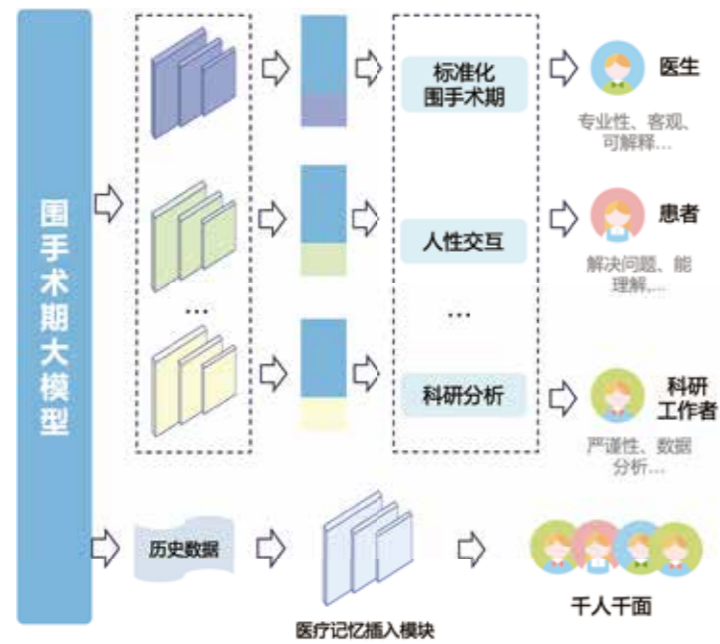 围手术期大模型
标准化
围手术期
医生
专业性、客观、
可解释...
人性交互
患者
解决问题、能
理解,...
...
...
科研分析
科研
工作者
严谨性、数据
分析...
历史数据
医疗记忆插入模块
千人千面